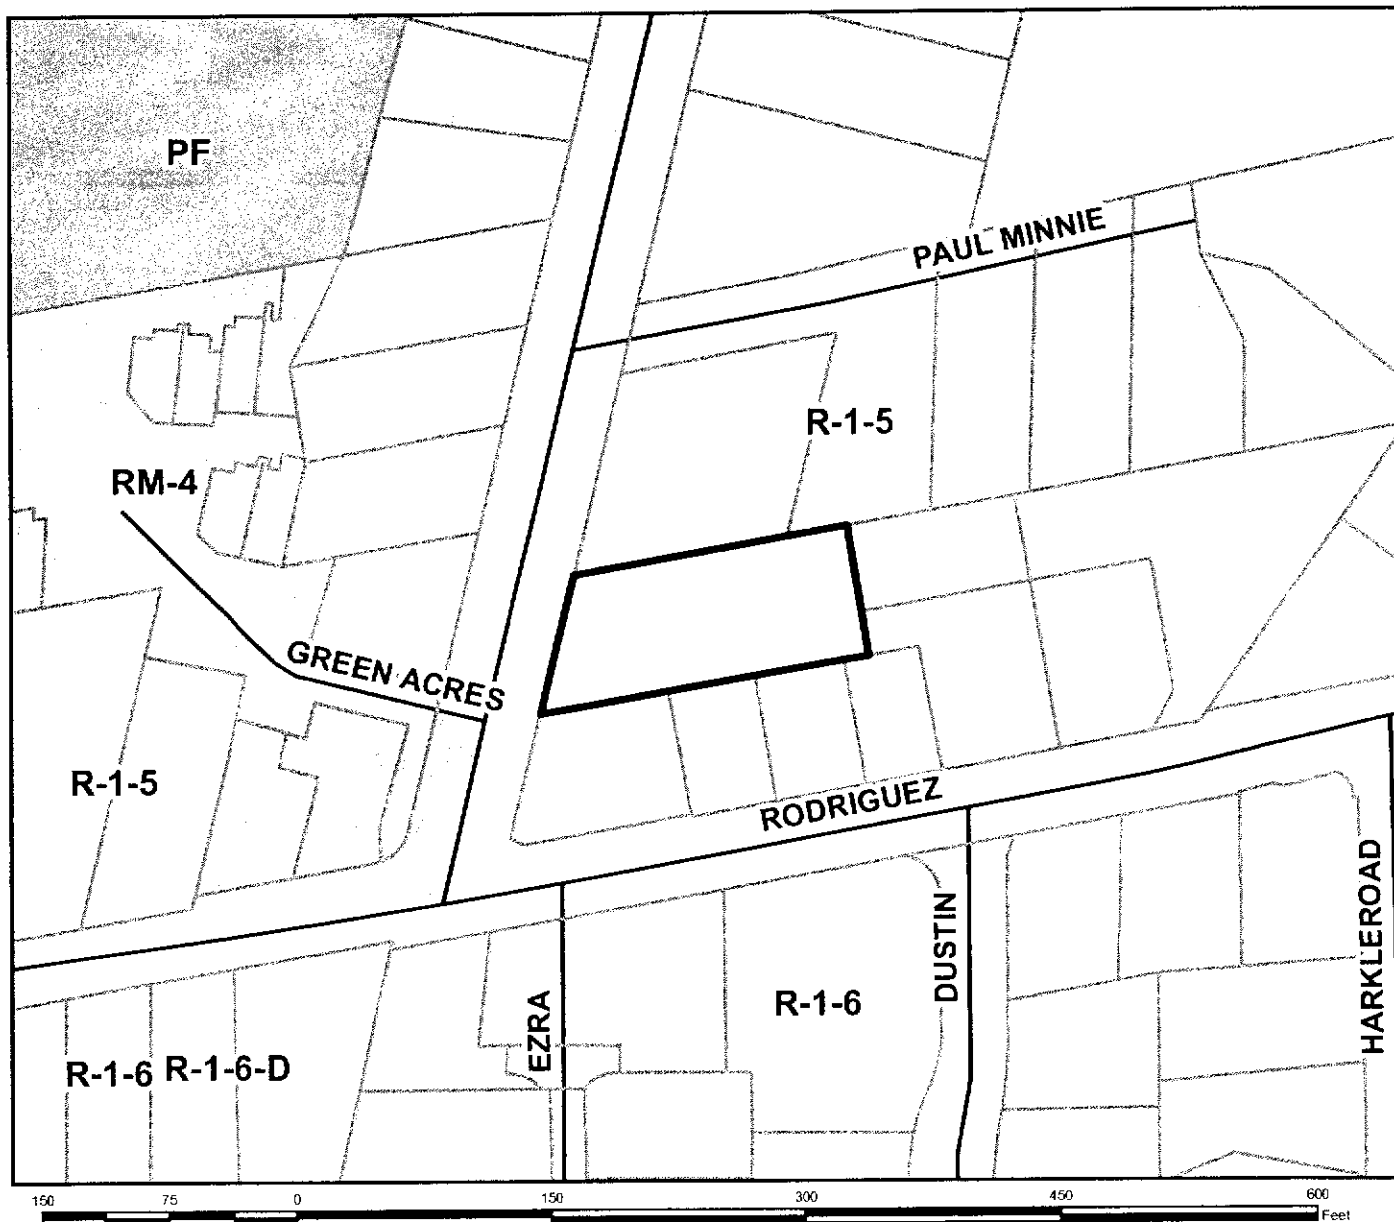 PF
PAUL MINNIE
R-1-5
RM-4
GREEN ACRES
R-1-5
RODRIGUEZ
DUSTIN
HARKLEROAD
EZRA
R-1-6
R-1-6 R-1-6-D
150 75 0 150 300 450 600
Feet